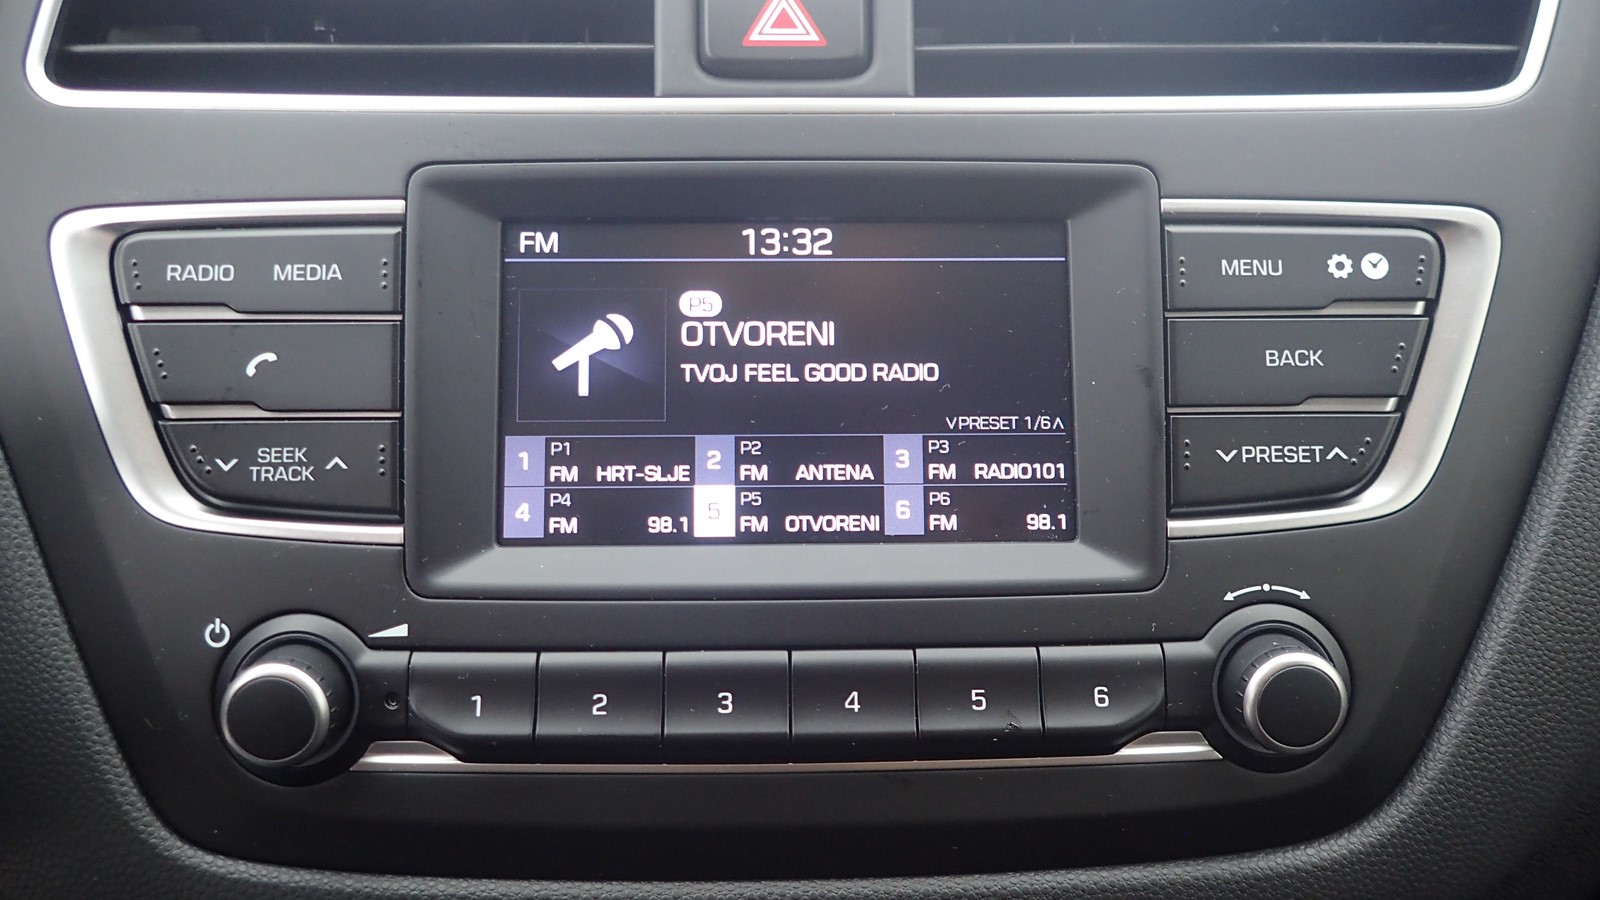 FM 13:32
P5
OTVORENI
TVOJ FEEL GOOD RADIO
˅PRESET 1/6˄
1 P1 FM HRT-SLJE
2 P2 FM ANTENA
3 P3 FM RADIO101
4 P4 FM 98.1
5 P5 FM OTVORENI
6 P6 FM 98.1
RADIO MEDIA
SEEK
TRACK
MENU
BACK
PRESET
1 2 3 4 5 6